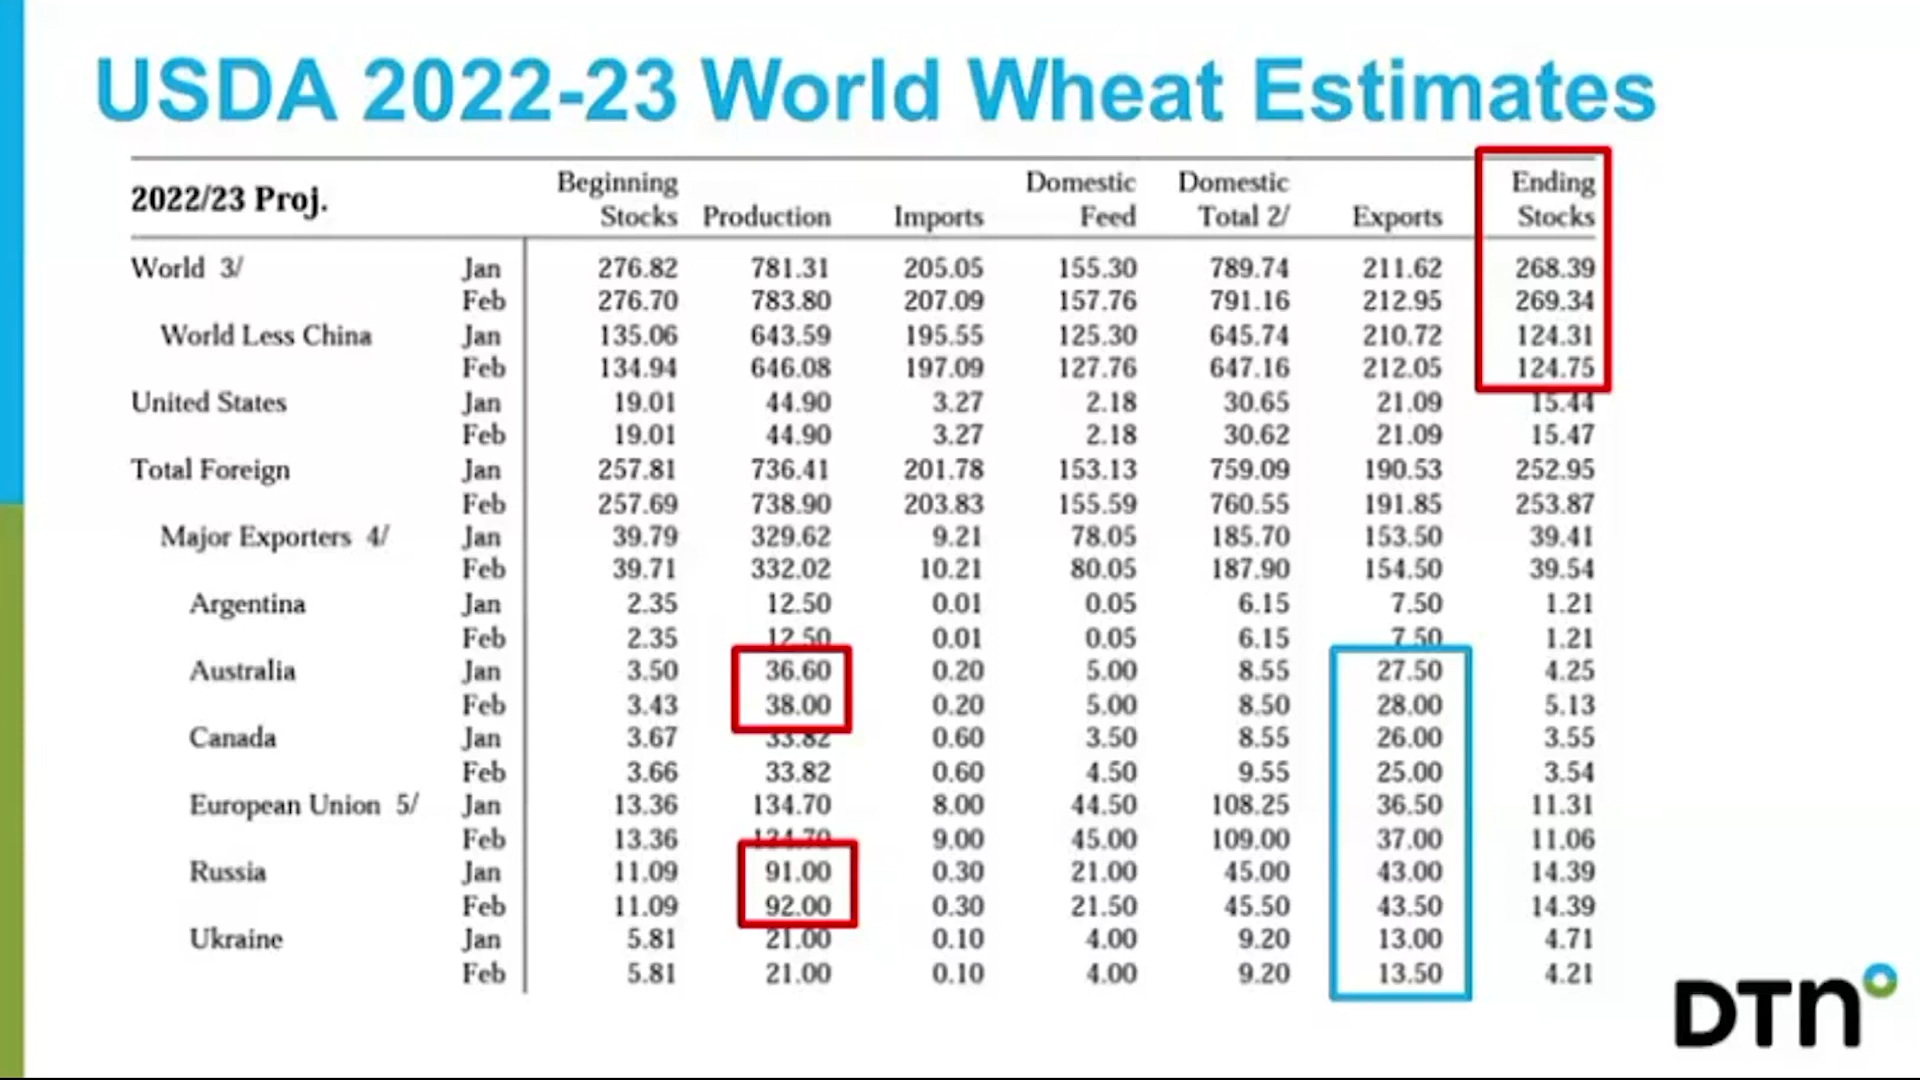 USDA 2022-23 World Wheat Estimates
2022/23 Proj. Beginning Stocks Production Imports Domestic Feed Domestic Total 2/ Exports Ending Stocks
World 3/ Jan 276.82 781.31 205.05 155.30 789.74 211.62 268.39
Feb 276.70 783.80 207.09 157.76 791.16 212.95 269.34
World Less China Jan 135.06 643.59 195.55 125.30 645.74 210.72 124.31
Feb 134.94 646.08 197.09 127.76 647.16 212.05 124.75
United States Jan 19.01 44.90 3.27 2.18 30.65 21.09 15.44
Feb 19.01 44.90 3.27 2.18 30.62 21.09 15.47
Total Foreign Jan 257.81 736.41 201.78 153.13 759.09 190.53 252.95
Feb 257.69 738.90 203.83 155.59 760.55 191.85 253.87
Major Exporters 4/ Jan 39.79 329.62 9.21 78.05 185.70 153.50 39.41
Feb 39.71 332.02 10.21 80.05 187.90 154.50 39.54
Argentina Jan 2.35 12.50 0.01 0.05 6.15 7.50 1.21
Feb 2.35 12.50 0.01 0.05 6.15 7.50 1.21
Australia Jan 3.50 36.60 0.20 5.00 8.55 27.50 4.25
Feb 3.43 38.00 0.20 5.00 8.50 28.00 5.13
Canada Jan 3.67 33.82 0.60 3.50 8.55 26.00 3.55
Feb 3.66 33.82 0.60 4.50 9.55 25.00 3.54
European Union 5/ Jan 13.36 134.70 8.00 44.50 108.25 36.50 11.31
Feb 13.36 134.70 9.00 45.00 109.00 37.00 11.06
Russia Jan 11.09 91.00 0.30 21.00 45.00 43.00 14.39
Feb 11.09 92.00 0.30 21.50 45.50 43.50 14.39
Ukraine Jan 5.81 21.00 0.10 4.00 9.20 13.00 4.71
Feb 5.81 21.00 0.10 4.00 9.20 13.50 4.21
DTN